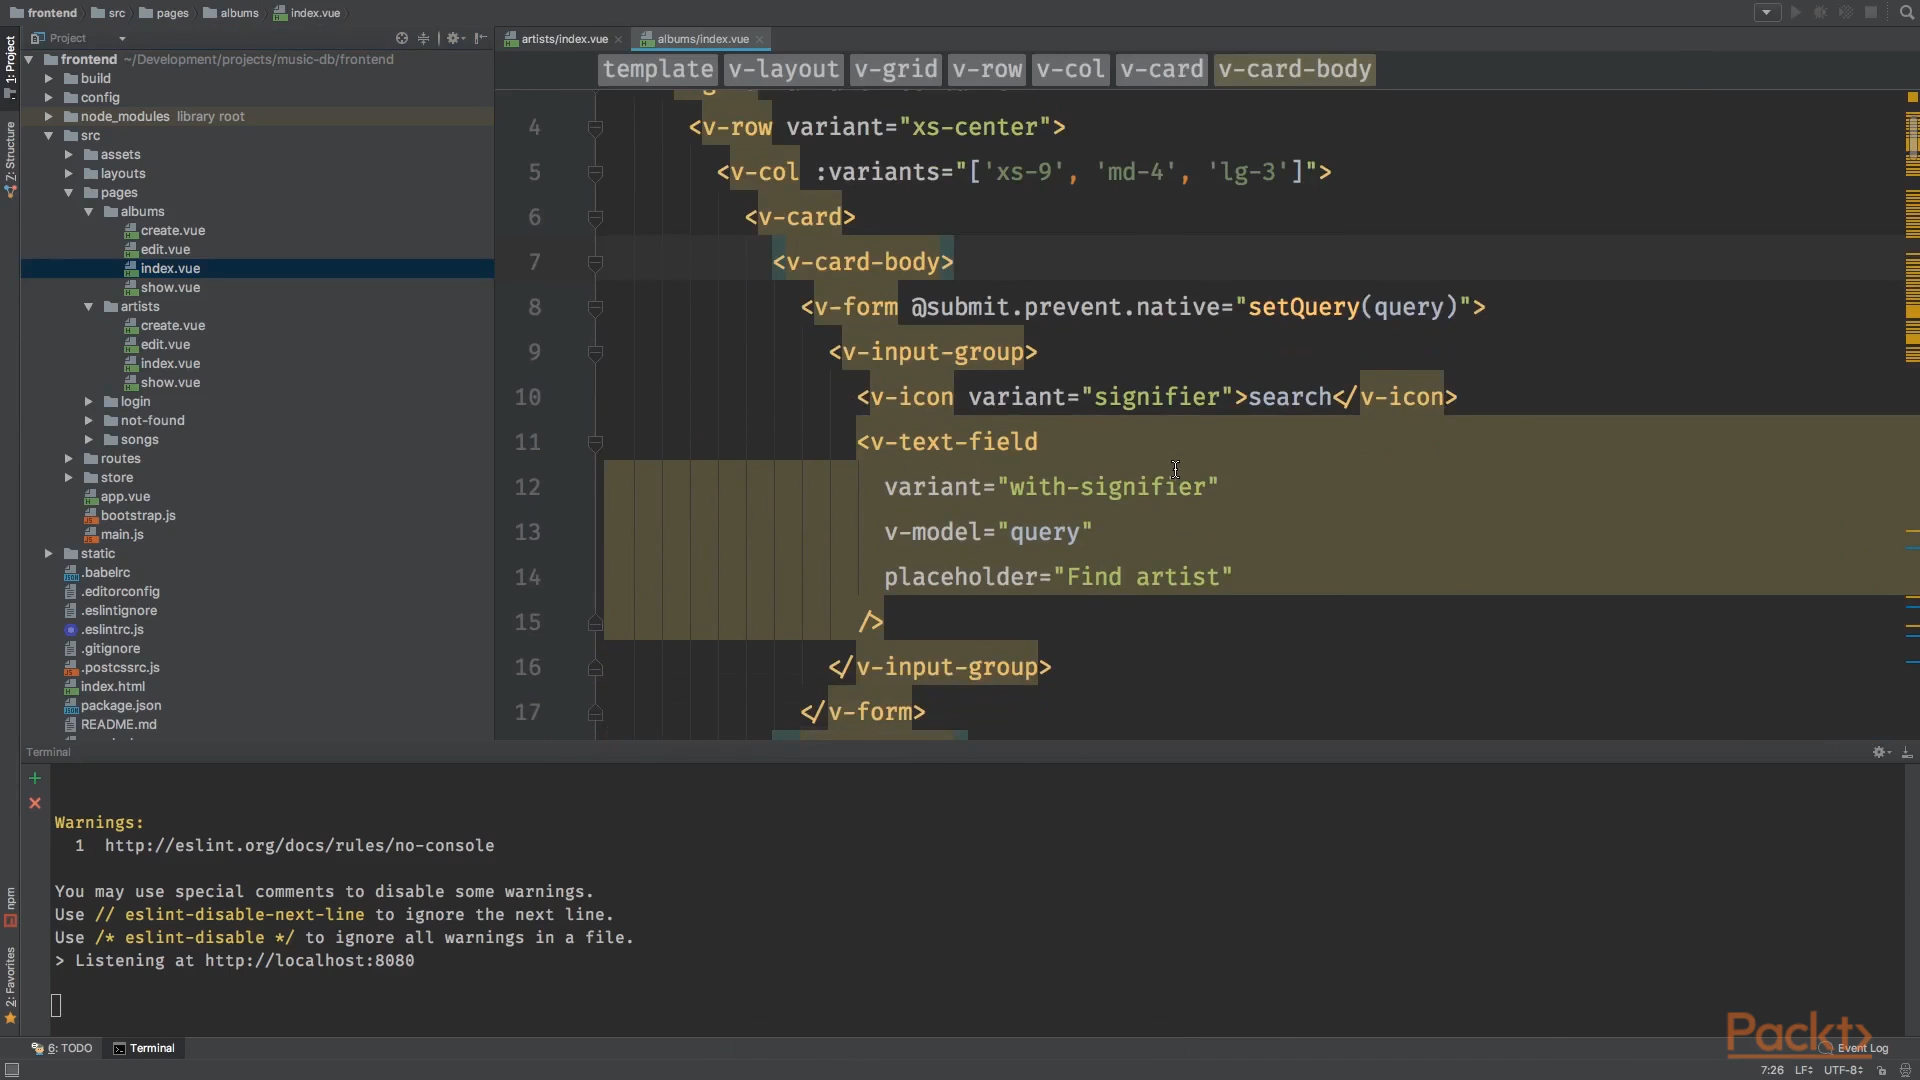 frontend src pages albums index.vue
1: Project
Project
artists/index.vue albums/index.vue
frontend ~/Development/projects/music-db/frontend
build
config
node_modules library root
src
assets
layouts
pages
albums
create.vue
edit.vue
index.vue
show.vue
artists
create.vue
edit.vue
index.vue
show.vue
login
not-found
songs
routes
store
app.vue
bootstrap.js
main.js
static
.babelrc
.editorconfig
.eslintignore
.eslintrc.js
.gitignore
.postcssrc.js
index.html
package.json
README.md
Z: Structure
npm
2: Favorites
template v-layout v-grid v-row v-col v-card v-card-body
4 <v-row variant="xs-center">
5 <v-col :variants="['xs-9', 'md-4', 'lg-3']">
6 <v-card>
7 <v-card-body>
8 <v-form @submit.prevent.native="setQuery(query)">
9 <v-input-group>
10 <v-icon variant="signifier">search</v-icon>
11 <v-text-field
12 variant="with-signifier"
13 v-model="query"
14 placeholder="Find artist"
15 />
16 </v-input-group>
17 </v-form>
Terminal
Warnings:
1 http://eslint.org/docs/rules/no-console
You may use special comments to disable some warnings.
Use // eslint-disable-next-line to ignore the next line.
Use /* eslint-disable */ to ignore all warnings in a file.
> Listening at http://localhost:8080
Packt>
6: TODO Terminal Event Log
7:26 LF UTF-8